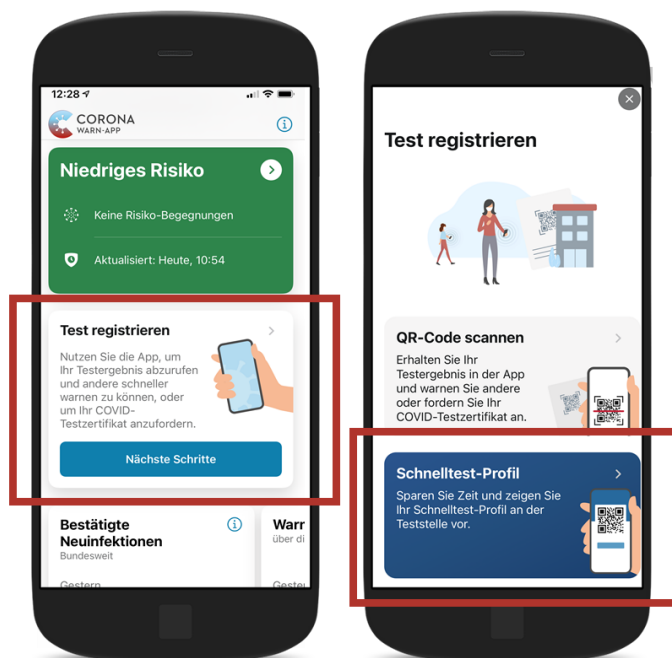 12:28
CORONA
WARN-APP
Niedriges Risiko
Keine Risiko-Begegnungen
Aktualisiert: Heute, 10:54
Test registrieren
Nutzen Sie die App, um
Ihr Testergebnis abzurufen
und andere schneller
warnen zu können, oder
um Ihr COVID-
Testzertifikat anzufordern.
Nächste Schritte
Bestätigte
Neuinfektionen
Bundesweit
Gestern
Warr
über di
Gester
Test registrieren
QR-Code scannen
Erhalten Sie Ihr
Testergebnis in der App
und warnen Sie andere
oder fordern Sie Ihr
COVID-Testzertifikat an.
Schnelltest-Profil
Sparen Sie Zeit und zeigen Sie
Ihr Schnelltest-Profil an der
Teststelle vor.